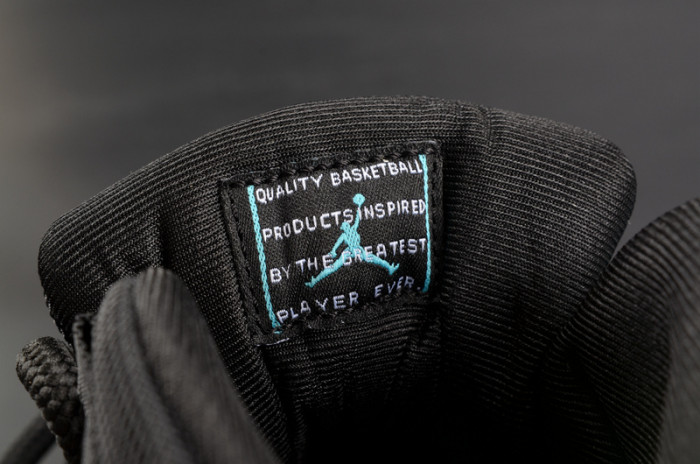 QUALITY BASKETBALL
PRODUCTS INSPIRED
BY THE GREATEST
PLAYER EVER.